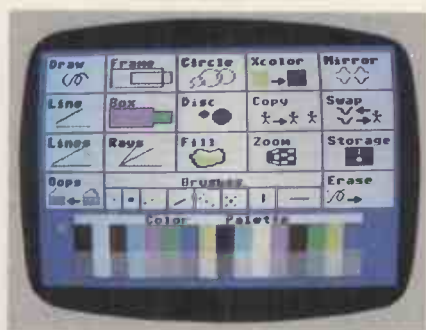 Draw Frame Circle Xcolor Mirror
Line Box Disc Copy Swap
Lines Rays Fill Zoom Storage
Oops Brushes Erase
Color Palette